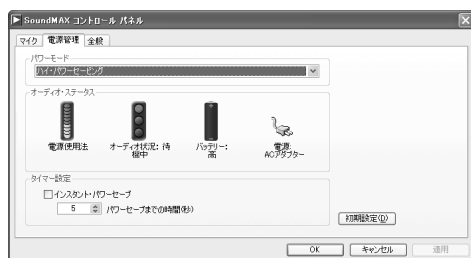 SoundMAX コントロール パネル
マイク 電源管理 全般
パワーモード
ハイ・パワーセービング
オーディオ・ステータス
電源使用法
オーディオ状況: 待
機中
バッテリー:
高
電源:
ACアダプター
タイマー設定
インスタント・パワーセーブ
5 パワーセーブまでの時間(秒)
初期設定(D)
OK キャンセル 適用